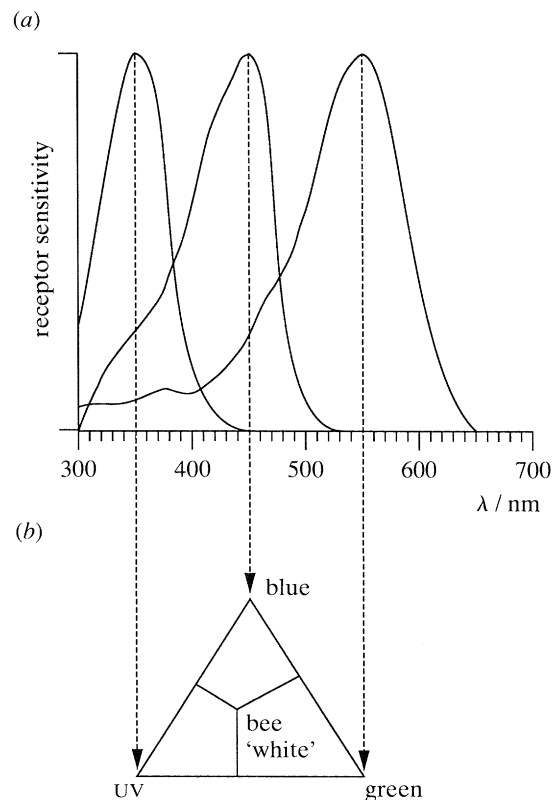 (a)
receptor sensitivity
300 400 500 600 700
λ / nm
(b)
blue
bee
‘white’
UV green